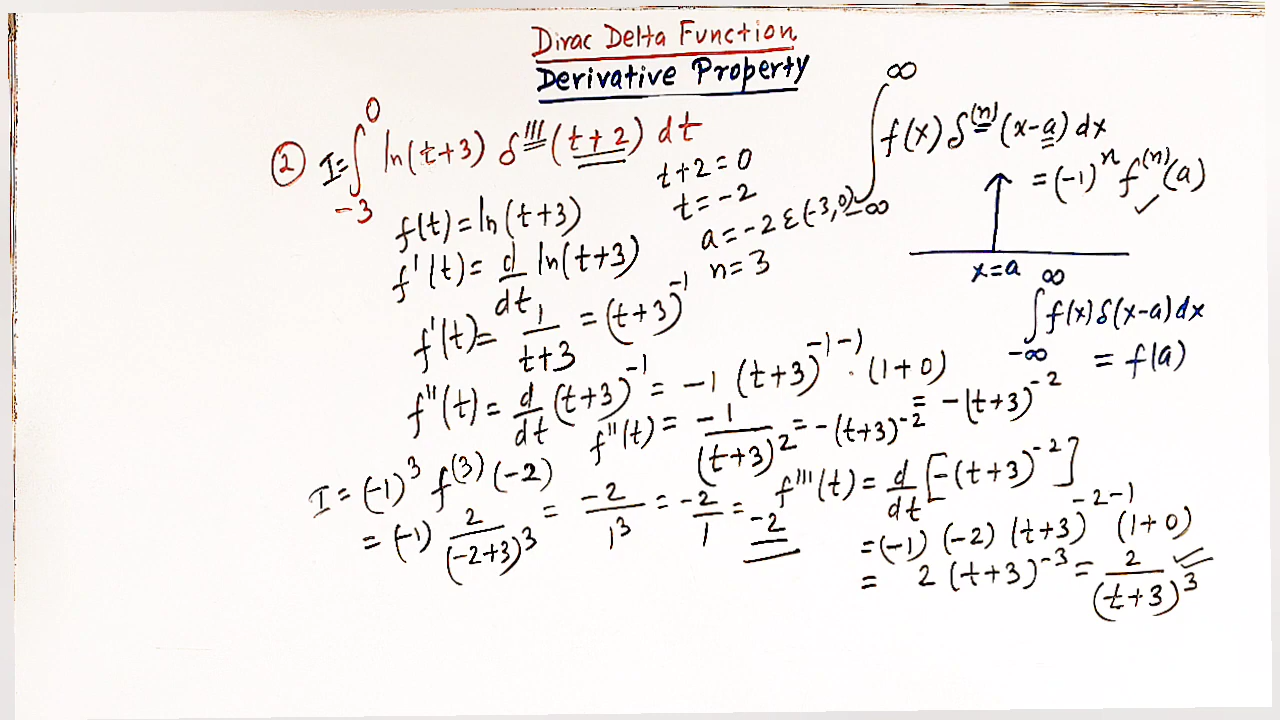 Dirac Delta Function
Derivative Property
② I = ∫_{-3}^{0} ln(t+3) δ'''(t+2) dt
t+2=0
t=-2
a=-2 ε(-3,0)
n=3
∫_{-∞}^{∞} f(x) δ^{(n)}(x-a) dx
= (-1)^n f^{(n)}(a) ✓
x=a
∫_{-∞}^{∞} f(x) δ(x-a) dx
= f(a)
f(t) = ln(t+3)
f'(t) = d/dt ln(t+3)
f'(t) = 1/(t+3) = (t+3)^{-1}
f''(t) = d/dt (t+3)^{-1} = -1 (t+3)^{-1-1} · (1+0)
= -(t+3)^{-2}
f''(t) = -1/(t+3)^2 = -(t+3)^{-2}
f'''(t) = d/dt [-(t+3)^{-2}]
= (-1) (-2) (t+3)^{-2-1} (1+0)
= 2 (t+3)^{-3} = 2/(t+3)^3 ✓
I = (-1)^3 f^{(3)}(-2)
= (-1) 2/(-2+3)^3 = -2/1^3 = -2/1 = -2